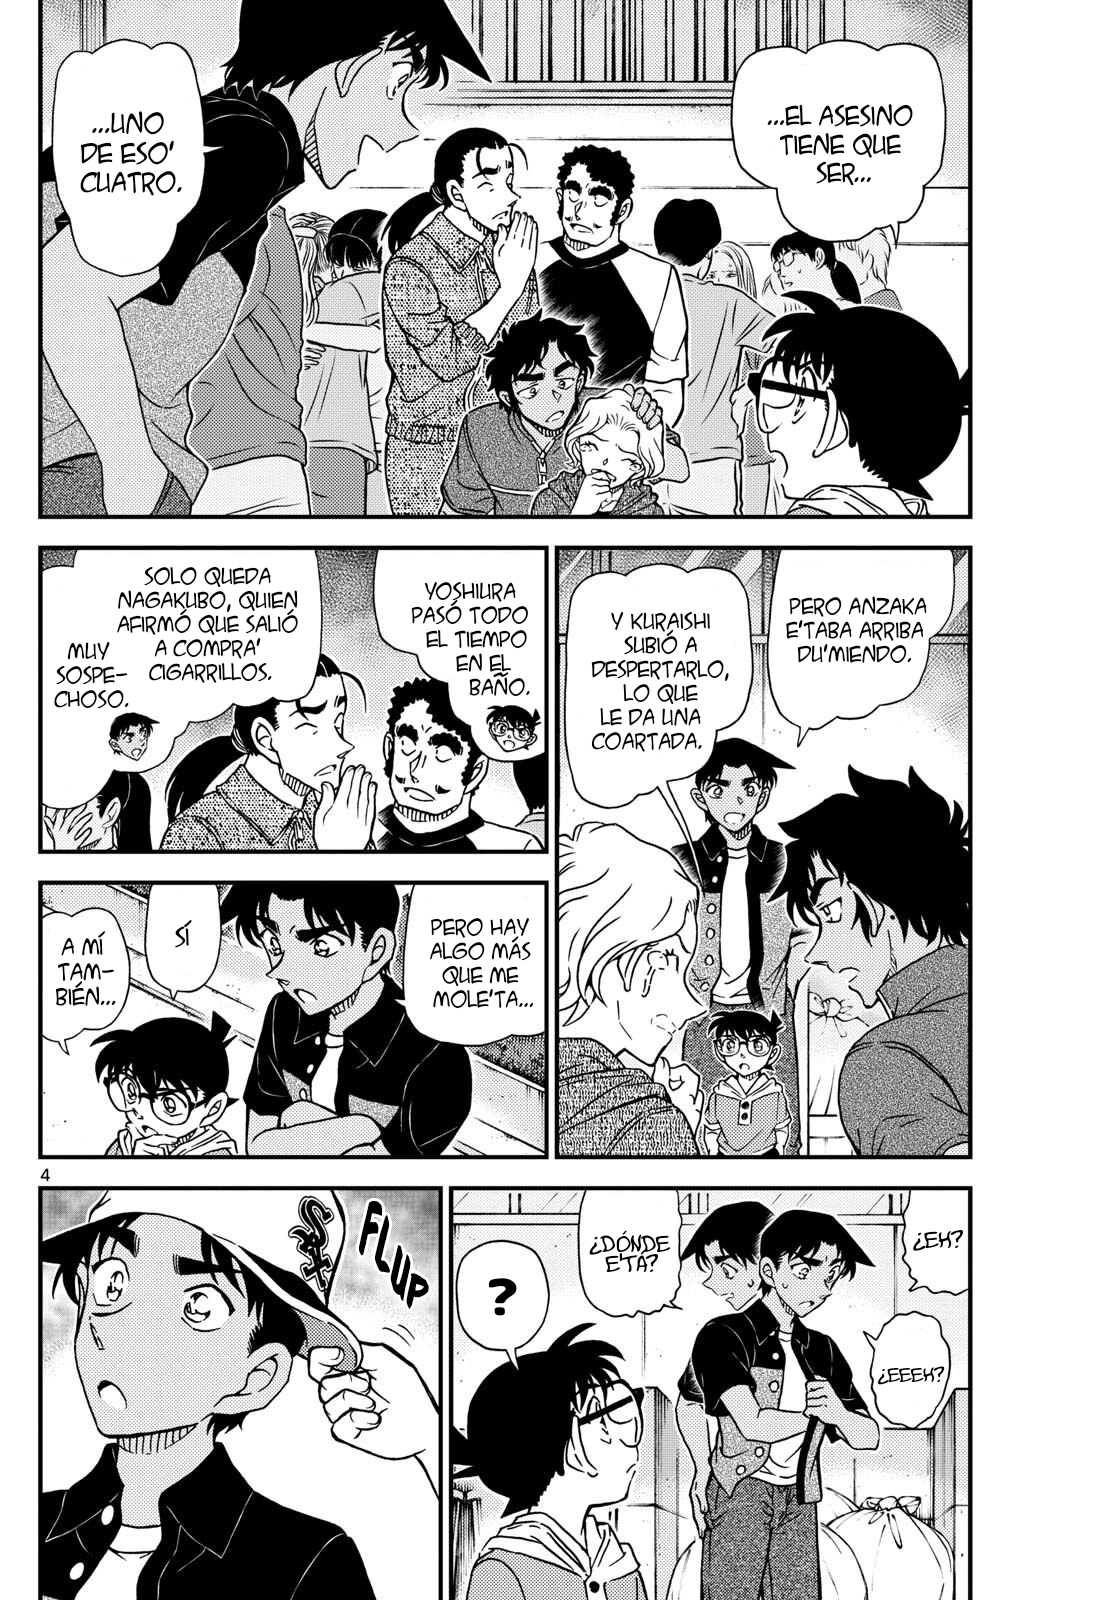 ...EL ASESINO
TIENE QUE
SER...
...UNO
DE ESO'
CUATRO.
PERO ANZAKA
E'TABA ARRIBA
DU'MIENDO.
Y KURAISHI
SUBIÓ A
DESPERTARLO,
LO QUE
LE DA UNA
COARTADA.
YOSHIURA
PASÓ TODO
EL TIEMPO
EN EL
BAÑO.
SOLO QUEDA
NAGAKUBO, QUIEN
AFIRMÓ QUE SALIÓ
A COMPRA'
CIGARRILLOS.
MUY
SOSPE-
CHOSO.
PERO HAY
ALGO MÁS
QUE ME
MOLE'TA...
SÍ
A MÍ
TAM-
BIÉN...
4
¿EH?
¿EEEH?
¿DÓNDE
ETÁ?
?
FLUP